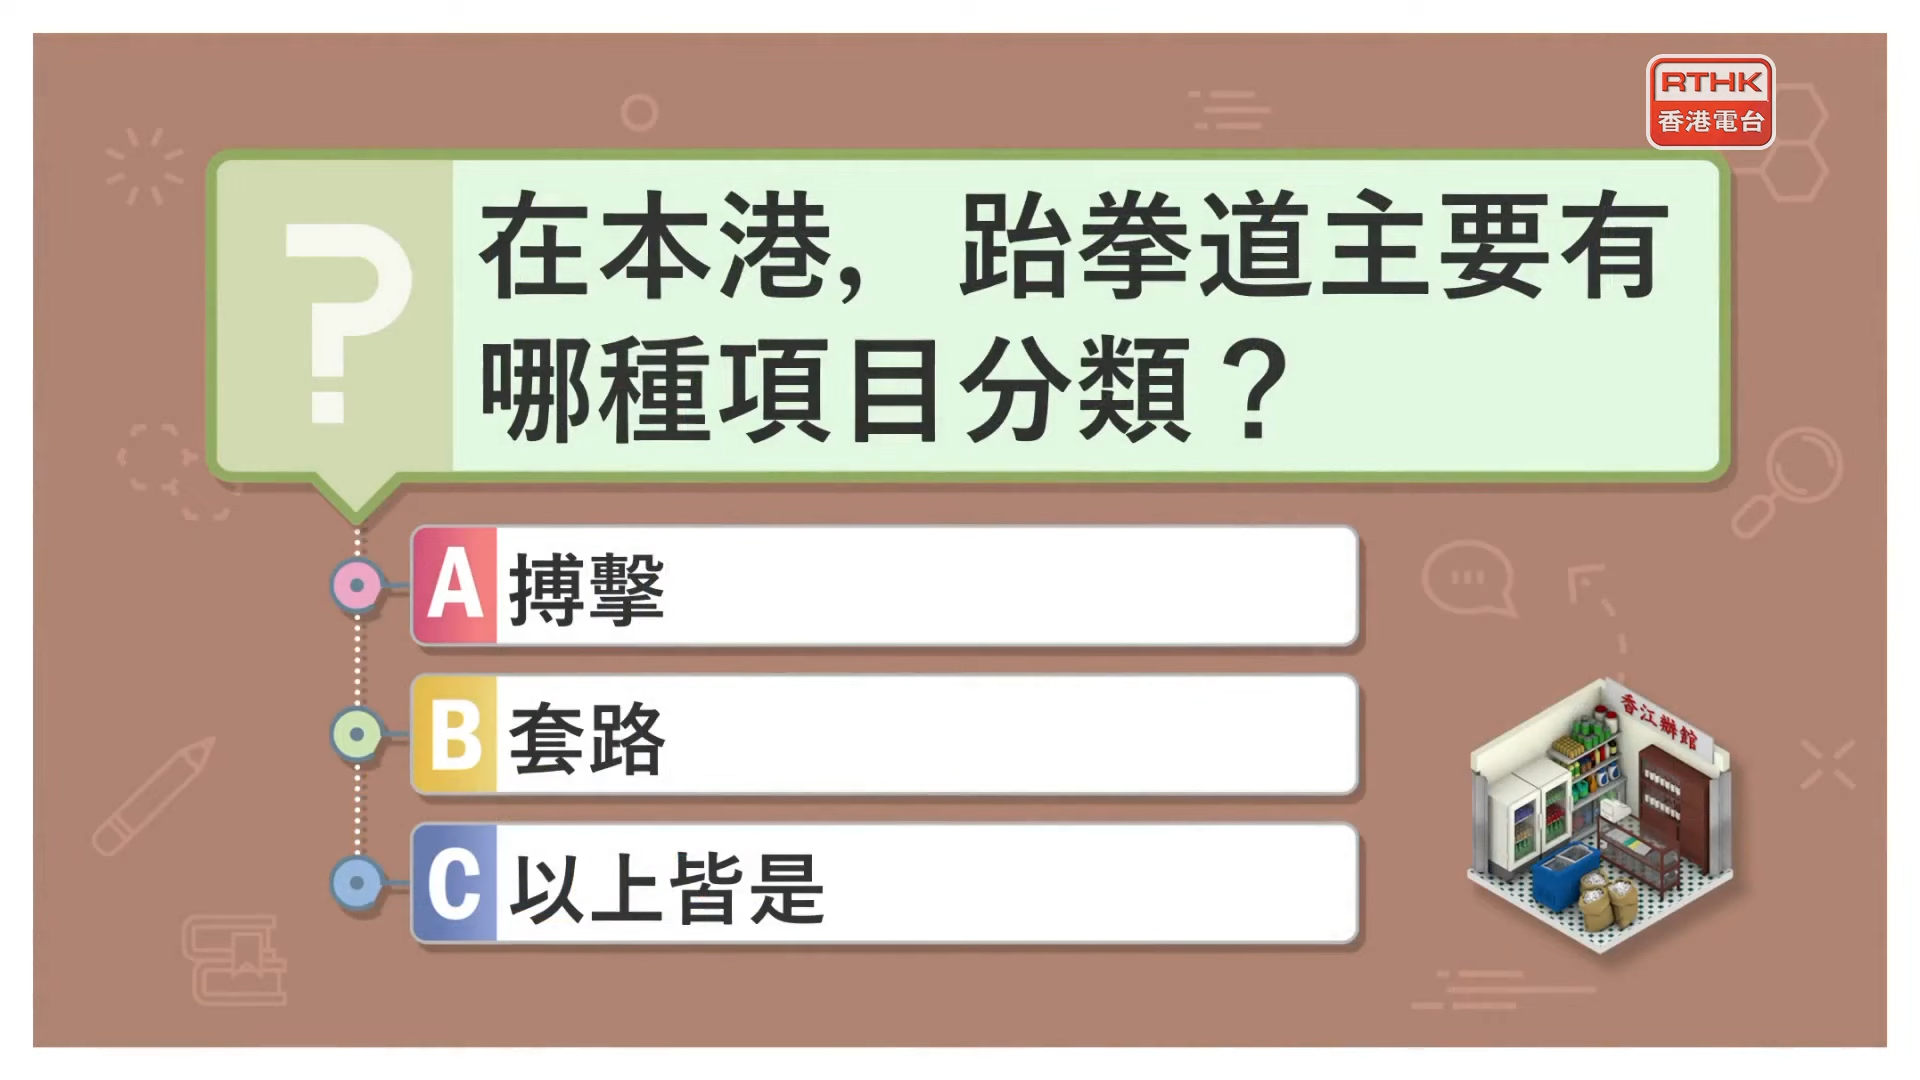 RTHK
香港電台
在本港，跆拳道主要有
哪種項目分類？
A 搏擊
B 套路
C 以上皆是
香江辦館